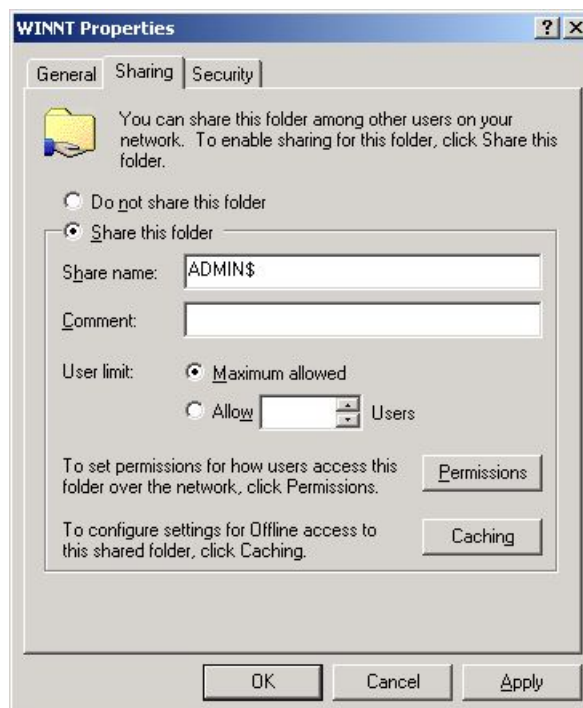 WINNT Properties
General Sharing Security
You can share this folder among other users on your
network. To enable sharing for this folder, click Share this
folder.
Do not share this folder
Share this folder
Share name: ADMIN$
Comment:
User limit: Maximum allowed
Allow Users
To set permissions for how users access this
folder over the network, click Permissions.
Permissions
To configure settings for Offline access to
this shared folder, click Caching.
Caching
OK Cancel Apply